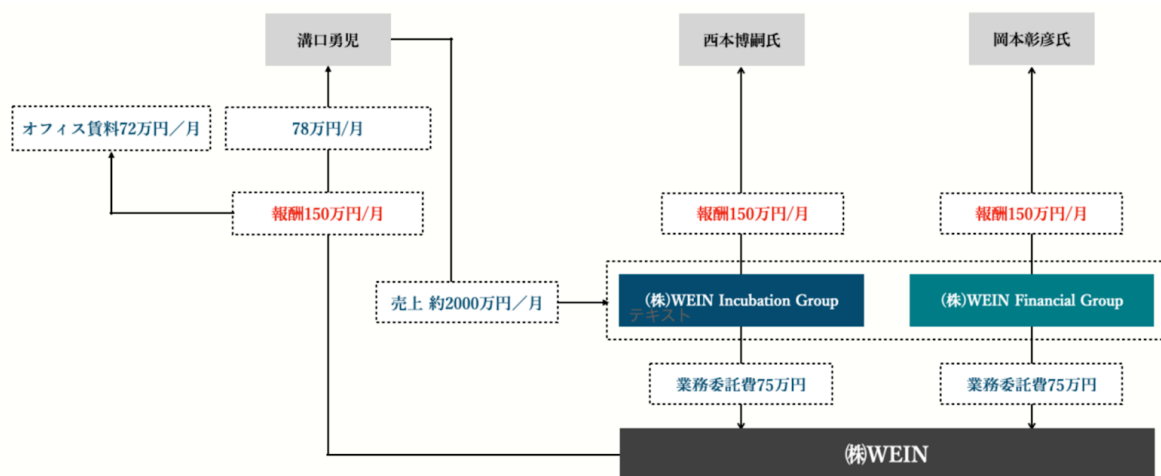 溝口勇児
西本博嗣氏
岡本彰彦氏
オフィス賃料72万円／月
78万円/月
報酬150万円/月
報酬150万円/月
報酬150万円/月
売上 約2000万円／月
(株)WEIN Incubation Group
テキスト
(株)WEIN Financial Group
業務委託費75万円
業務委託費75万円
㈱WEIN